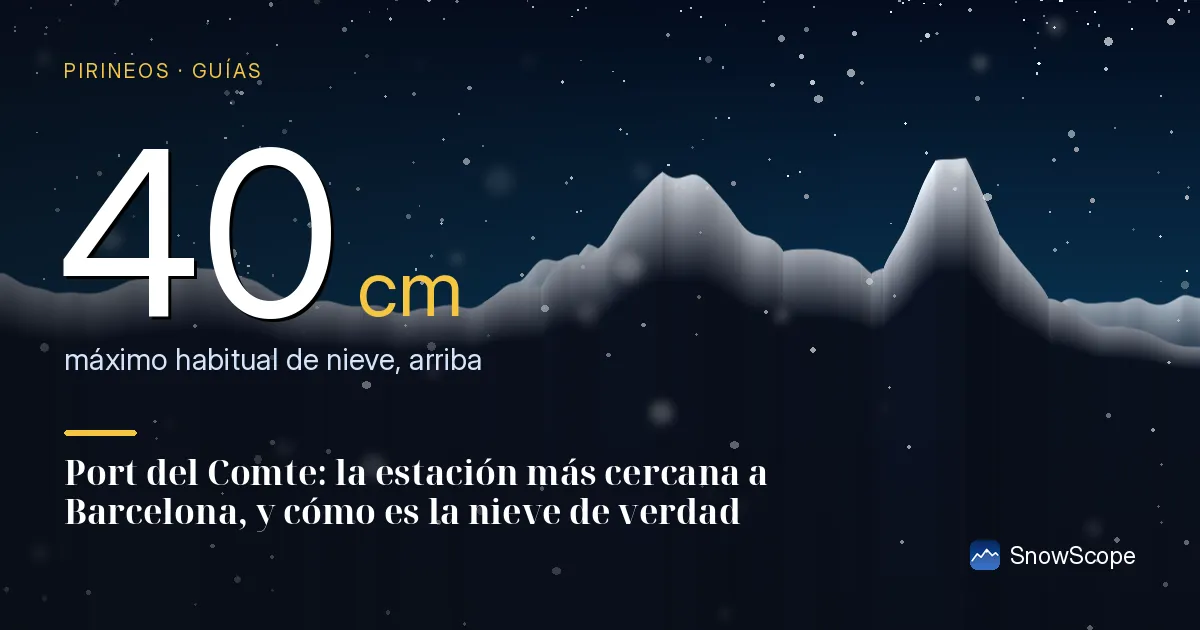 PIRINEOS · GUÍAS
40 cm
máximo habitual de nieve, arriba
Port del Comte: la estación más cercana a
Barcelona, y cómo es la nieve de verdad
SnowScope